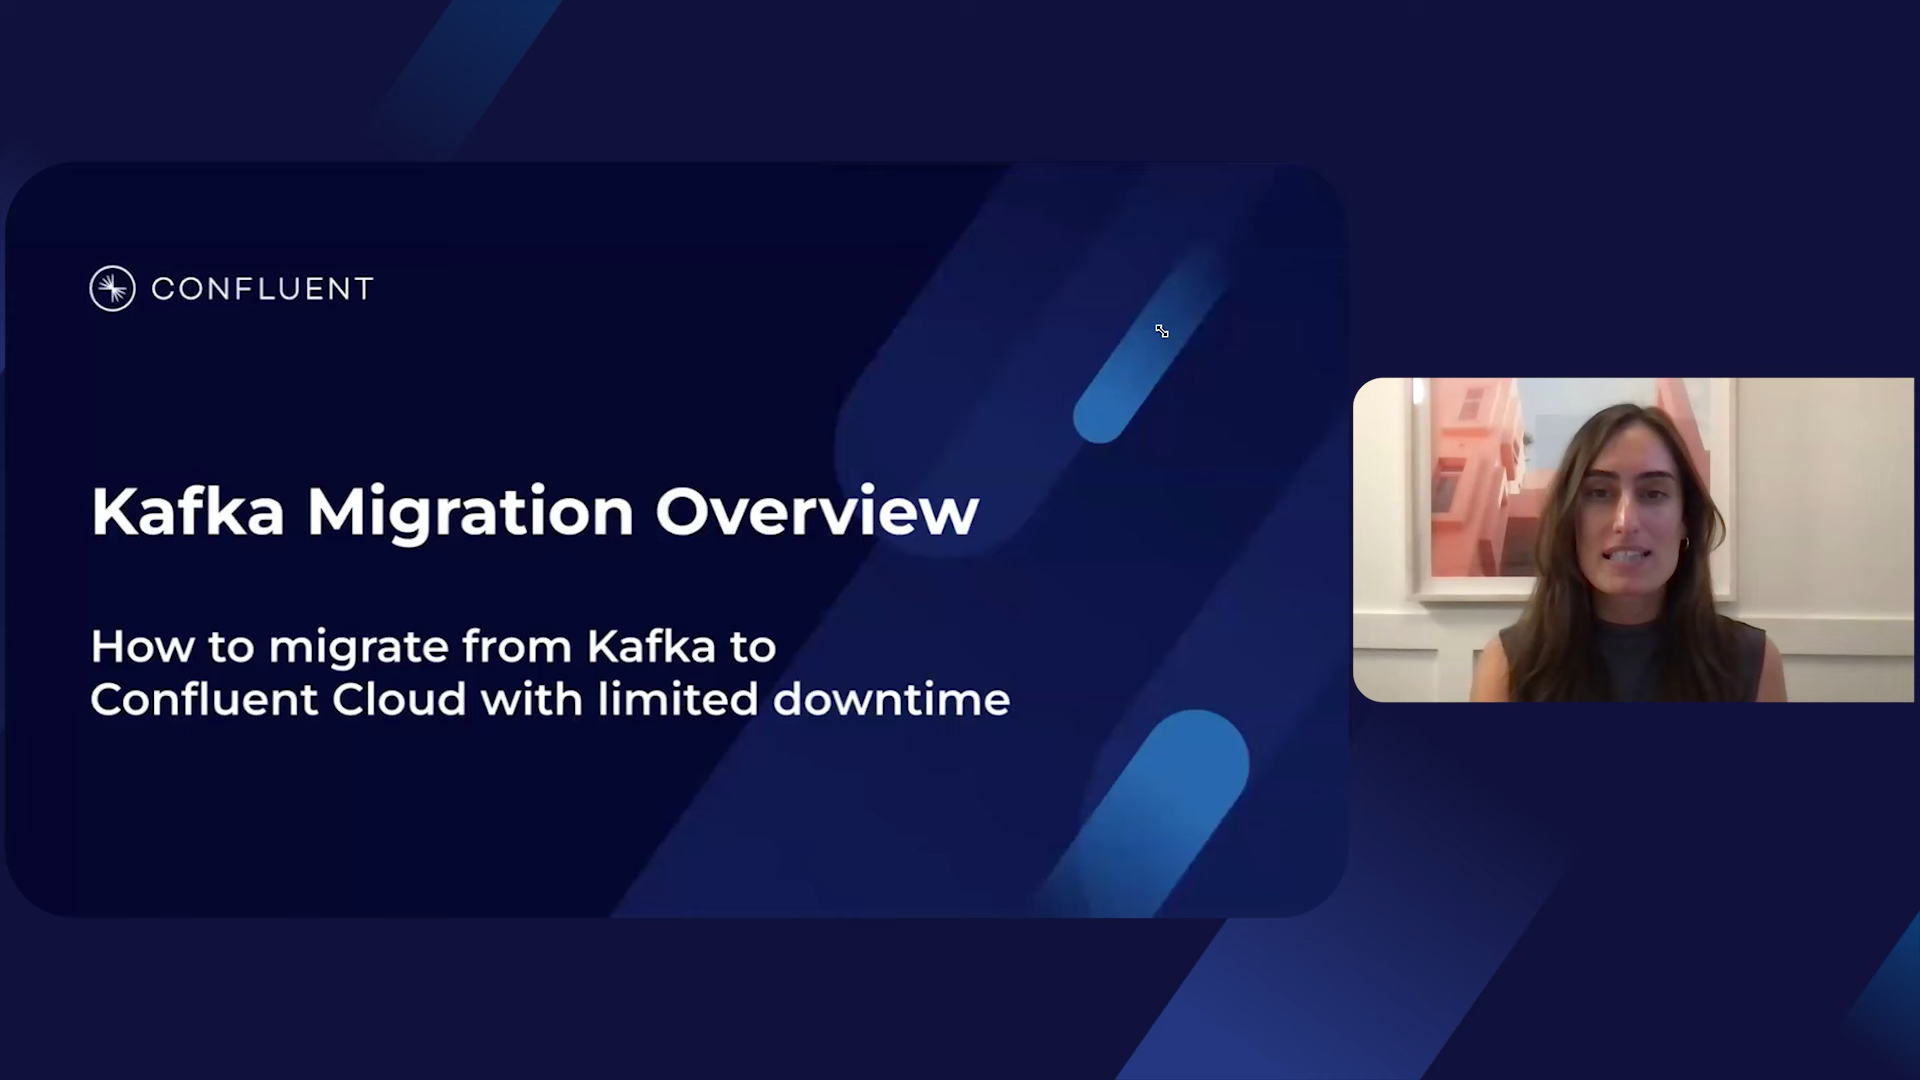 CONFLUENT
Kafka Migration Overview
How to migrate from Kafka to
Confluent Cloud with limited downtime